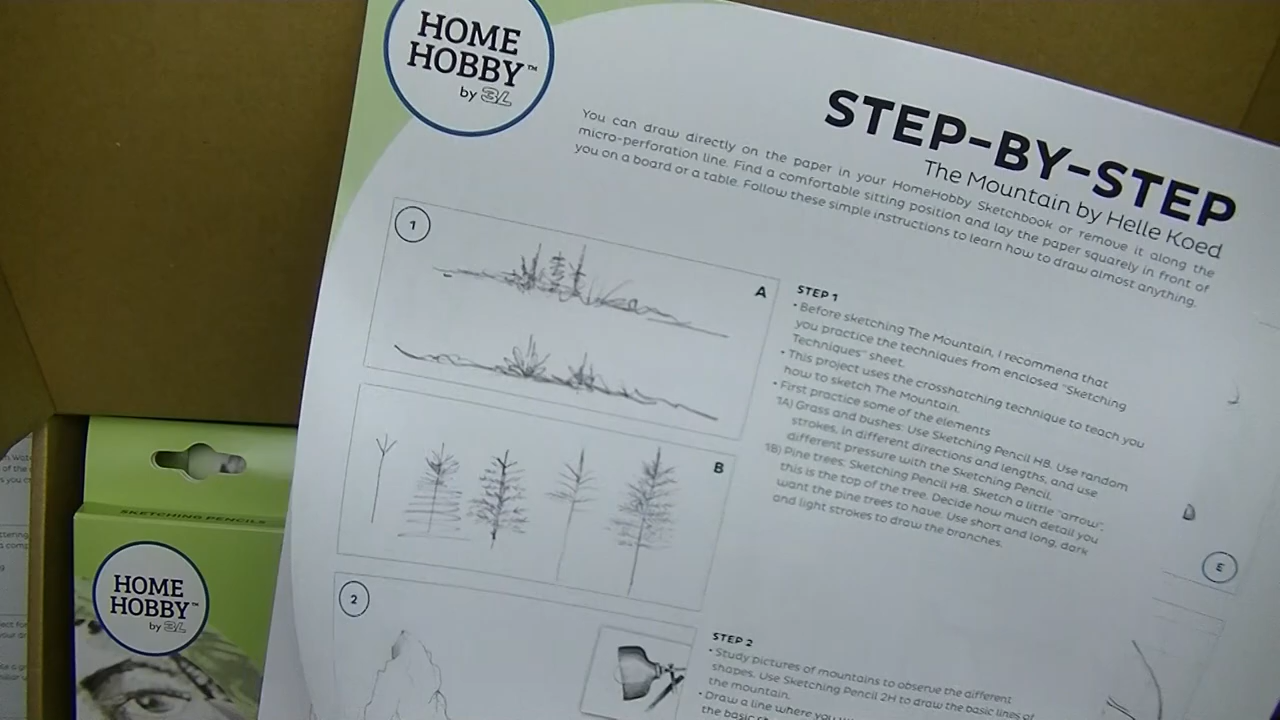 HOME
HOBBY™
by 3L
STEP-BY-STEP
The Mountain by Helle Koed
You can draw directly on the paper in your HomeHobby Sketchbook or remove it along the
micro-perforation line. Find a comfortable sitting position and lay the paper squarely in front of
you on a board or a table. Follow these simple instructions to learn how to draw almost anything.
1
A
B
STEP 1
• Before sketching The Mountain, I recommend that
you practice the techniques from enclosed "Sketching
Techniques" sheet.
• This project uses the crosshatching technique to teach you
how to sketch The Mountain.
• First practice some of the elements
1A) Grass and bushes: Use Sketching Pencil HB. Use random
strokes, in different directions and lengths, and use
different pressure with the Sketching Pencil.
1B) Pine trees: Sketching Pencil HB. Sketch a little "arrow",
this is the top of the tree. Decide how much detail you
want the pine trees to have. Use short and long, dark
and light strokes to draw the branches.
E
2
STEP 2
• Study pictures of mountains to observe the different
shapes. Use Sketching Pencil 2H to draw the basic lines of
the mountain.
• Draw a line where you
the basic
SKETCHING PENCILS
HOME
HOBBY™
by 3L